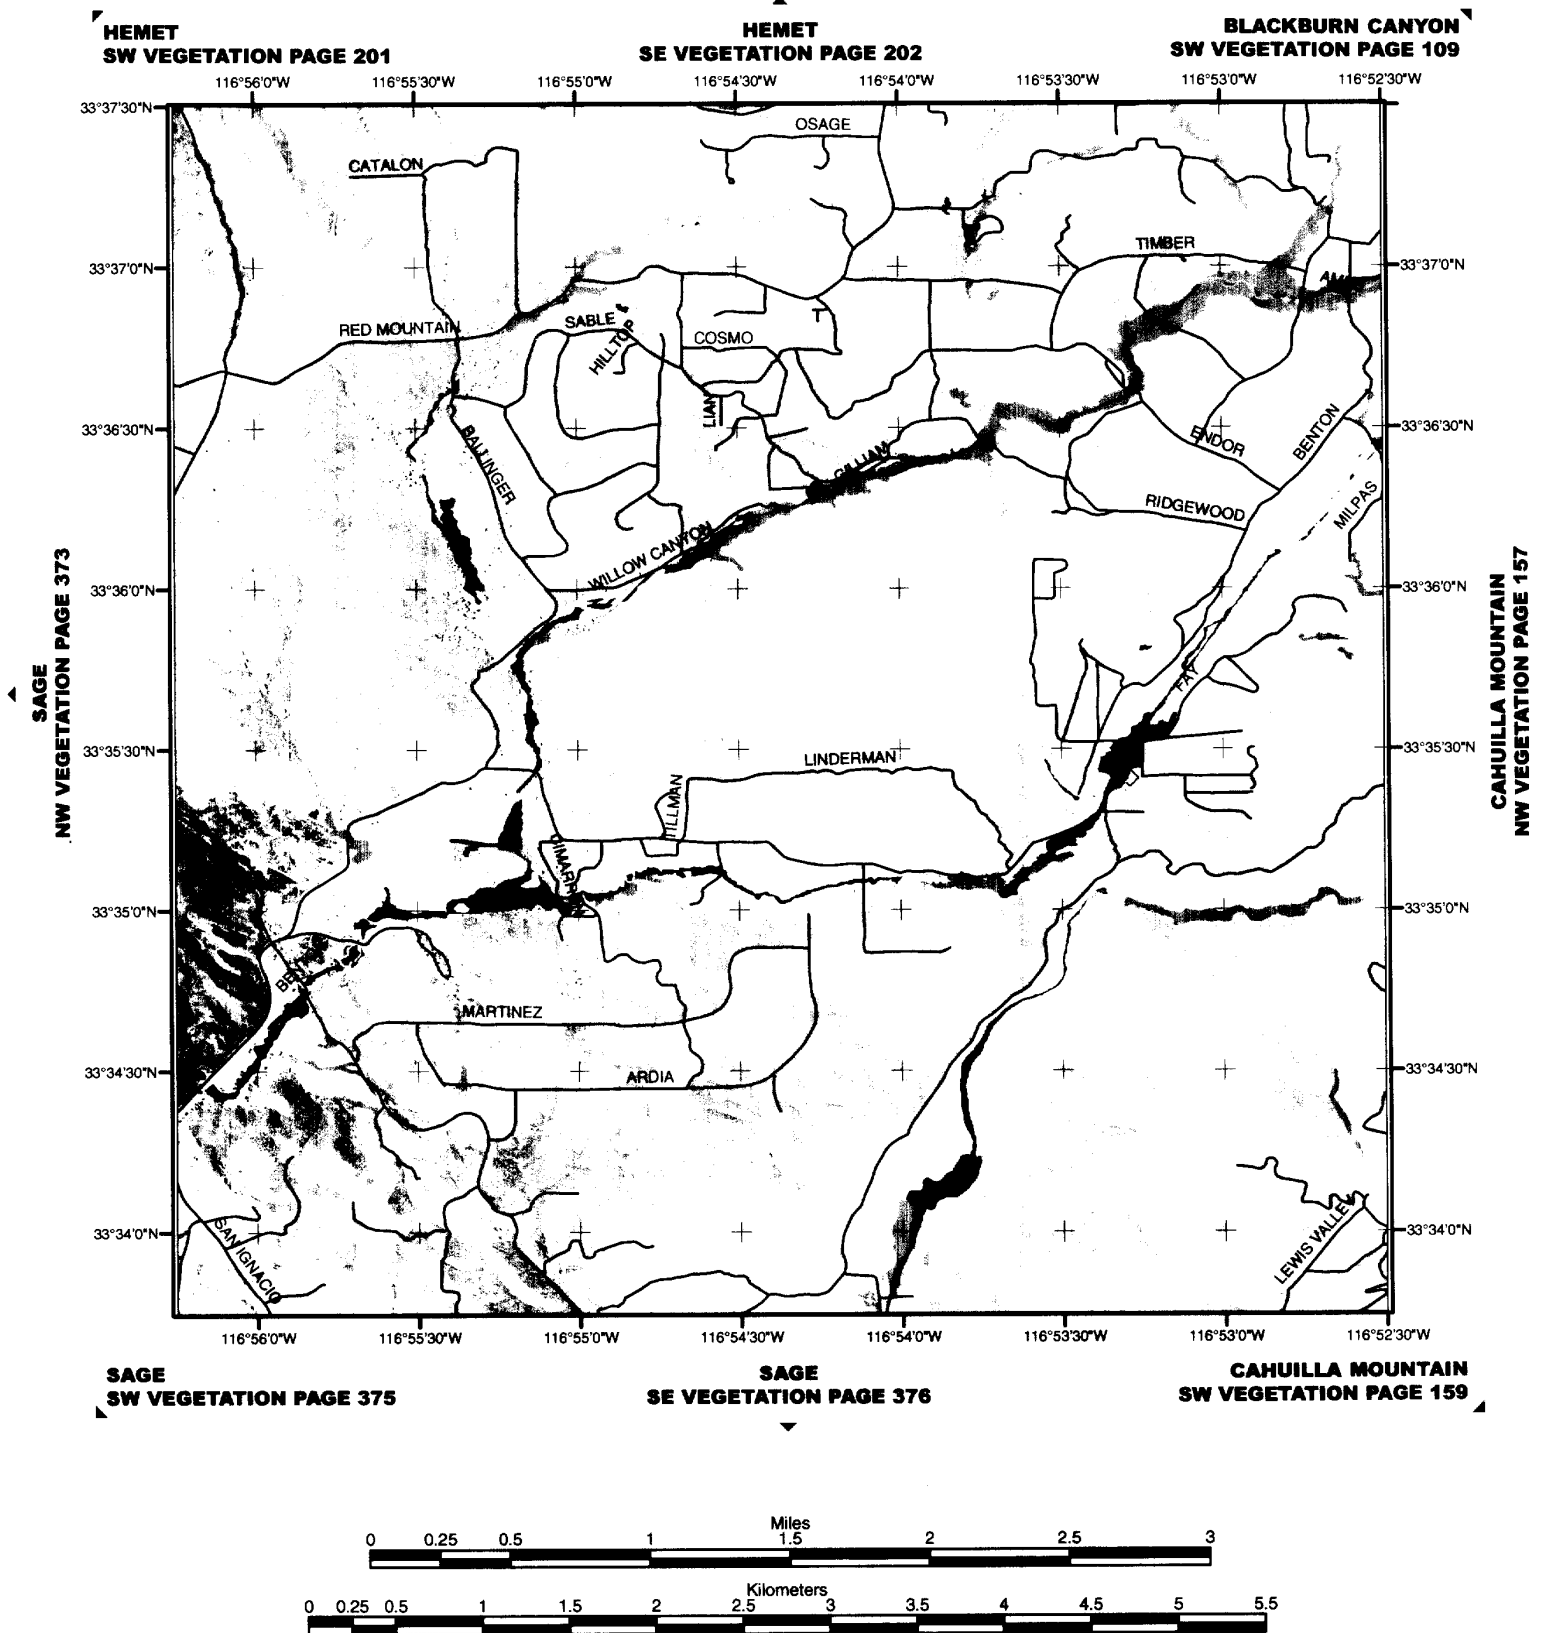 HEMET
SW VEGETATION PAGE 201
HEMET
SE VEGETATION PAGE 202
BLACKBURN CANYON
SW VEGETATION PAGE 109
116°56'0"W
116°55'30"W
116°55'0"W
116°54'30"W
116°54'0"W
116°53'30"W
116°53'0"W
116°52'30"W
33°37'30"N
OSAGE
CATALON
TIMBER
33°37'0"N
33°37'0"N
RED MOUNTAIN
SABLE
HILLTOP
COSMO
LIAN
33°36'30"N
33°36'30"N
BALLINGER
GILLIAM
ENDOR
BENTON
RIDGEWOOD
MILPAS
WILLOW CANYON
33°36'0"N
33°36'0"N
SAGE
NW VEGETATION PAGE 373
CAHUILLA MOUNTAIN
NW VEGETATION PAGE 157
FAY
33°35'30"N
33°35'30"N
LINDERMAN
33°35'0"N
33°35'0"N
MARTINEZ
ARDIA
33°34'30"N
33°34'30"N
33°34'0"N
33°34'0"N
SAN IGNACIO
LEWIS VALLEY
116°56'0"W
116°55'30"W
116°55'0"W
116°54'30"W
116°54'0"W
116°53'30"W
116°53'0"W
116°52'30"W
SAGE
SW VEGETATION PAGE 375
SAGE
SE VEGETATION PAGE 376
CAHUILLA MOUNTAIN
SW VEGETATION PAGE 159
Miles
0 0.25 0.5 1 1.5 2 2.5 3
Kilometers
0 0.25 0.5 1 1.5 2 2.5 3 3.5 4 4.5 5 5.5